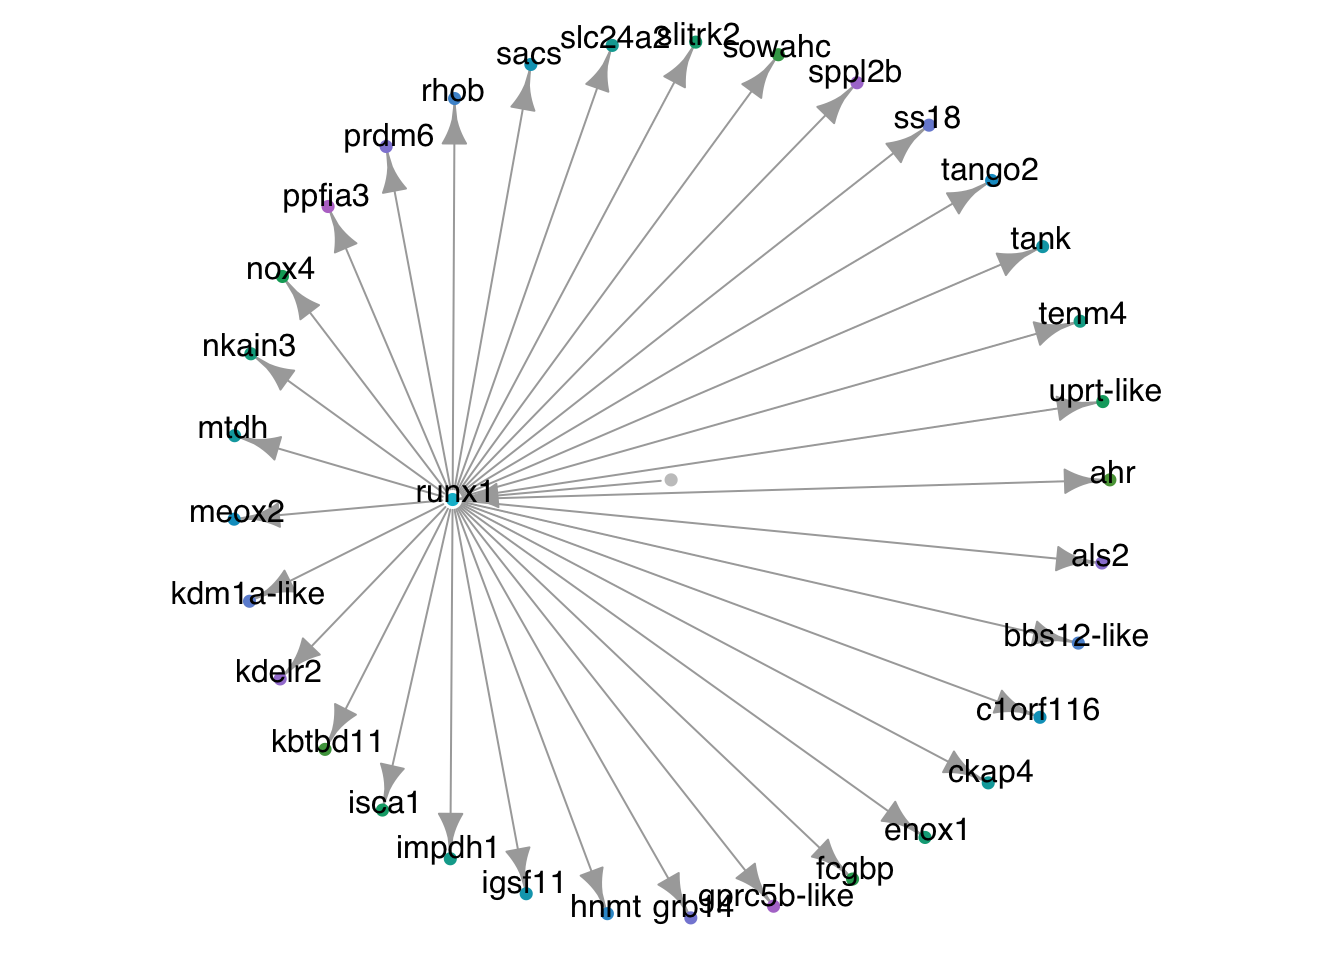 slc24a2
slitrk2
sowahc
sacs
sppl2b
rhob
ss18
prdm6
tango2
ppfia3
tank
nox4
tenm4
nkain3
uprt-like
mtdh
ahr
runx1
meox2
als2
kdm1a-like
bbs12-like
kdelr2
c1orf116
kbtbd11
ckap4
isca1
enox1
impdh1
fcgbp
igsf11
gprc5b-like
hnmt
grb14